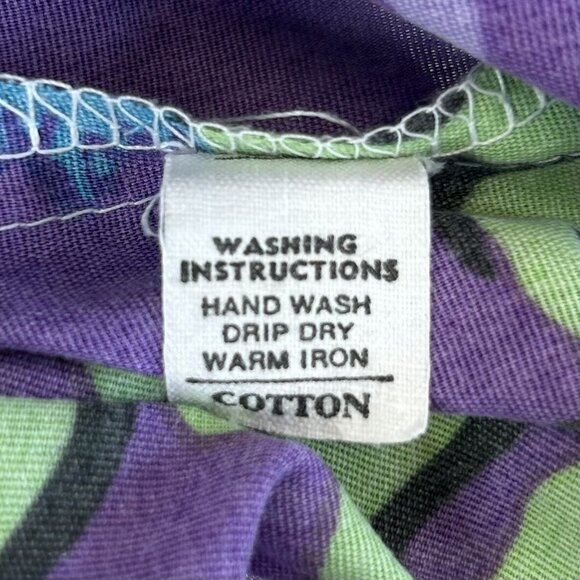 WASHING
INSTRUCTIONS
HAND WASH
DRIP DRY
WARM IRON
COTTON